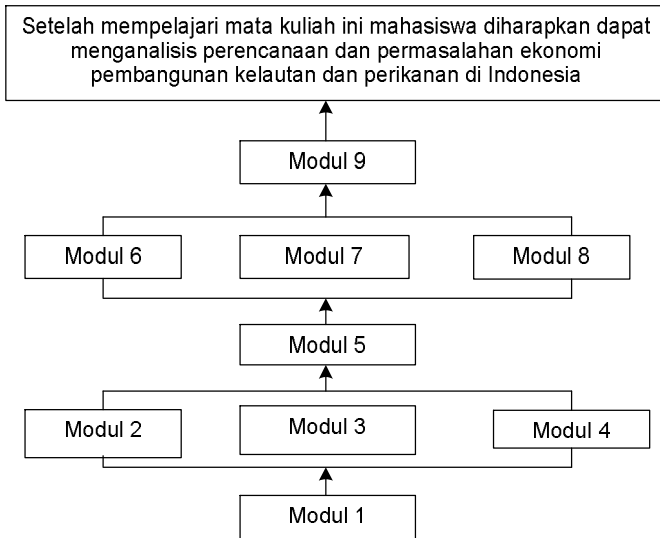 Setelah mempelajari mata kuliah ini mahasiswa diharapkan dapat
menganalisis perencanaan dan permasalahan ekonomi
pembangunan kelautan dan perikanan di Indonesia
Modul 9
Modul 6
Modul 7
Modul 8
Modul 5
Modul 2
Modul 3
Modul 4
Modul 1